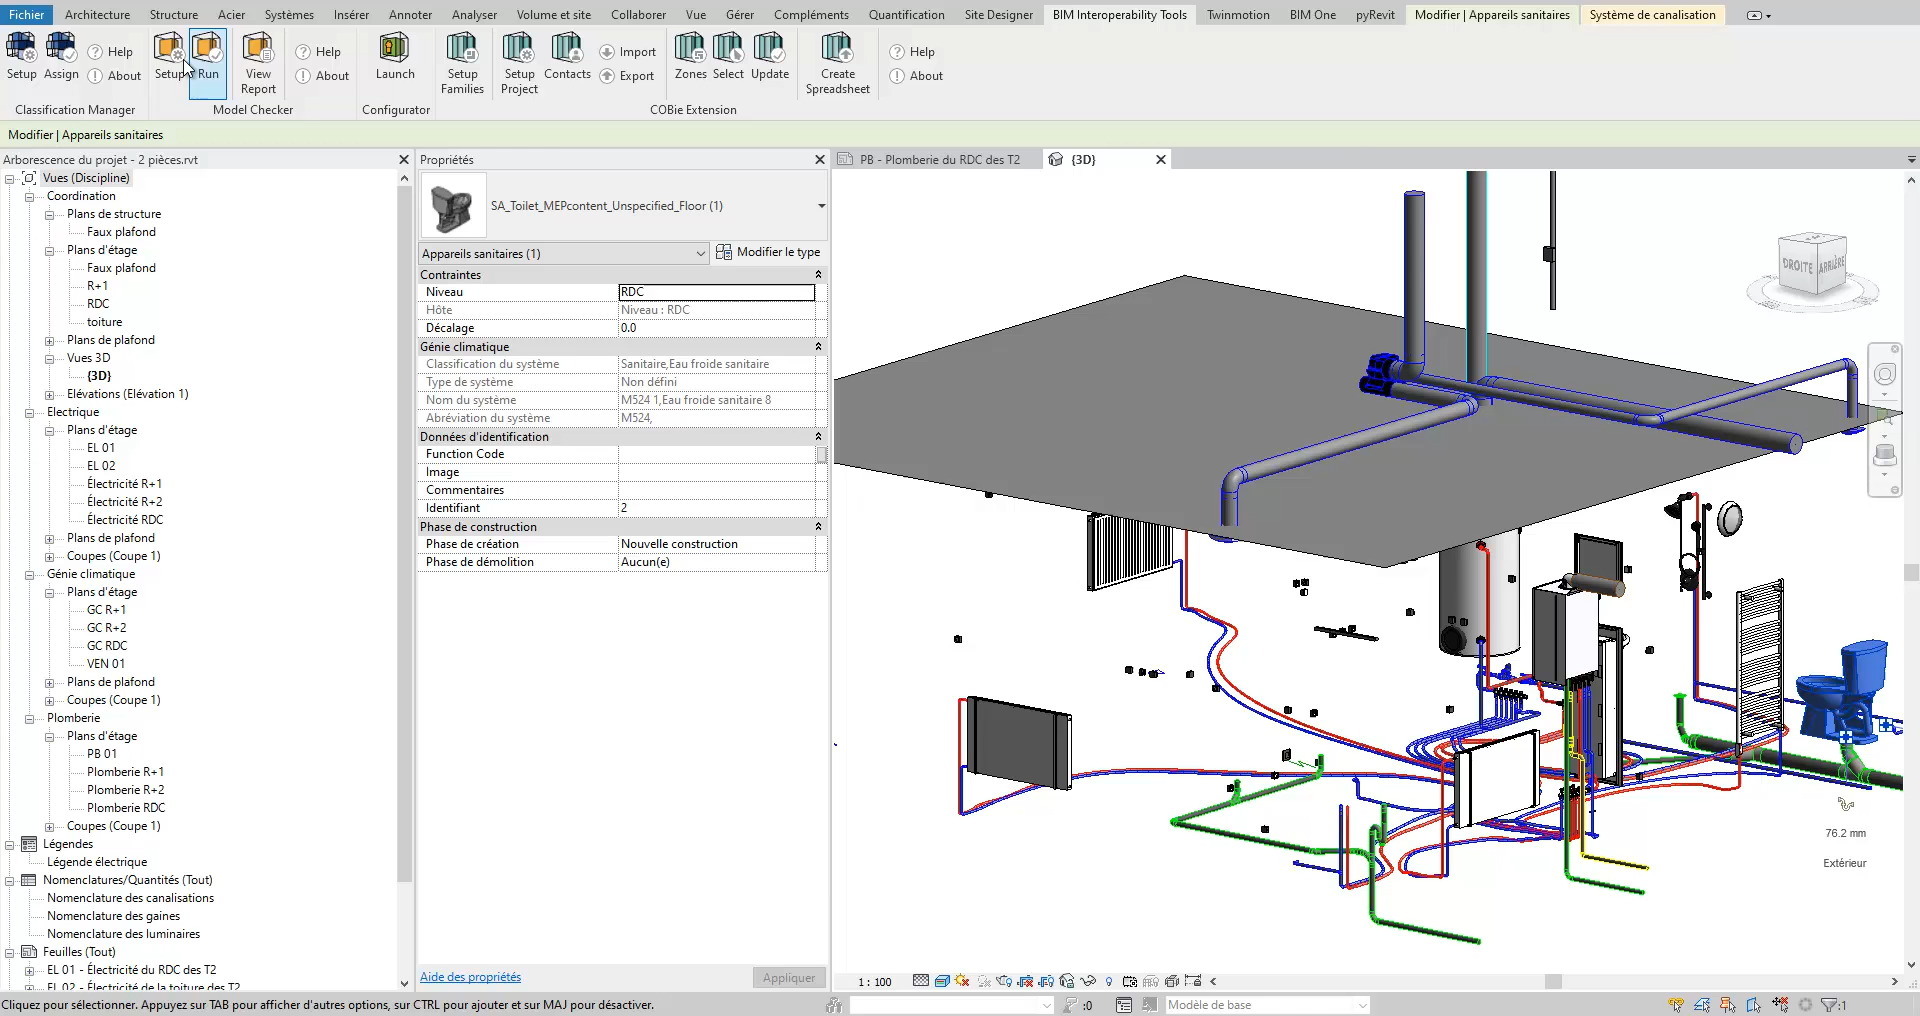 Fichier Architecture Structure Acier Systèmes Insérer Annoter Analyser Volume et site Collaborer Vue Gérer Compléments Quantification Site Designer BIM Interoperability Tools Twinmotion BIM One pyRevit Modifier | Appareils sanitaires Système de canalisation
Help Help Import Help
Setup Assign About Setup Run View Report About Launch Setup Families Setup Project Contacts Export Zones Select Update Create Spreadsheet About
Classification Manager Model Checker Configurator COBie Extension
Modifier | Appareils sanitaires
Arborescence du projet - 2 pièces.rvt
Vues (Discipline)
Coordination
Plans de structure
Faux plafond
Plans d'étage
Faux plafond
R+1
RDC
toiture
Plans de plafond
Vues 3D
{3D}
Elévations (Elévation 1)
Electrique
Plans d'étage
EL 01
EL 02
Électricité R+1
Électricité R+2
Électricité RDC
Plans de plafond
Coupes (Coupe 1)
Génie climatique
Plans d'étage
GC R+1
GC R+2
GC RDC
VEN 01
Plans de plafond
Coupes (Coupe 1)
Plomberie
Plans d'étage
PB 01
Plomberie R+1
Plomberie R+2
Plomberie RDC
Coupes (Coupe 1)
Légendes
Légende électrique
Nomenclatures/Quantités (Tout)
Nomenclature des canalisations
Nomenclature des gaines
Nomenclature des luminaires
Feuilles (Tout)
EL 01 - Électricité du RDC des T2
EL 02 - Électricité de la toiture des T2
Propriétés
SA_Toilet_MEPcontent_Unspecified_Floor (1)
Appareils sanitaires (1) Modifier le type
Contraintes
Niveau RDC
Hôte Niveau : RDC
Décalage 0.0
Génie climatique
Classification du système Sanitaire,Eau froide sanitaire
Type de système Non défini
Nom du système M524 1,Eau froide sanitaire 8
Abréviation du système M524,
Données d'identification
Function Code
Image
Commentaires
Identifiant 2
Phase de construction
Phase de création Nouvelle construction
Phase de démolition Aucun(e)
Aide des propriétés Appliquer
PB - Plomberie du RDC des T2 {3D}
DROITE ARRIÈRE
76.2 mm
Extérieur
1 : 100
Cliquez pour sélectionner. Appuyez sur TAB pour afficher d'autres options, sur CTRL pour ajouter et sur MAJ pour désactiver. :0 Modèle de base :1